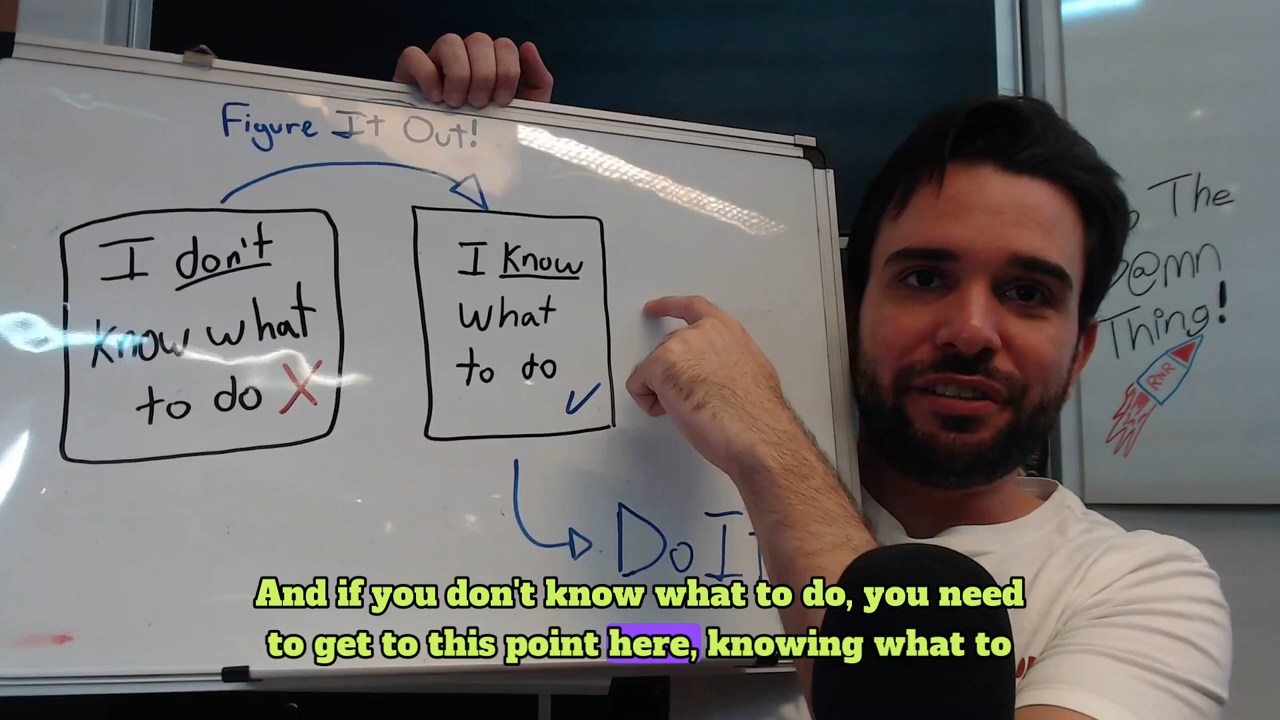 Figure It Out!
I don't
know what
to do X
I know
what
to do
Do It
The
D@mn
Thing!
RNR
And if you don't know what to do, you need
to get to this point here, knowing what to